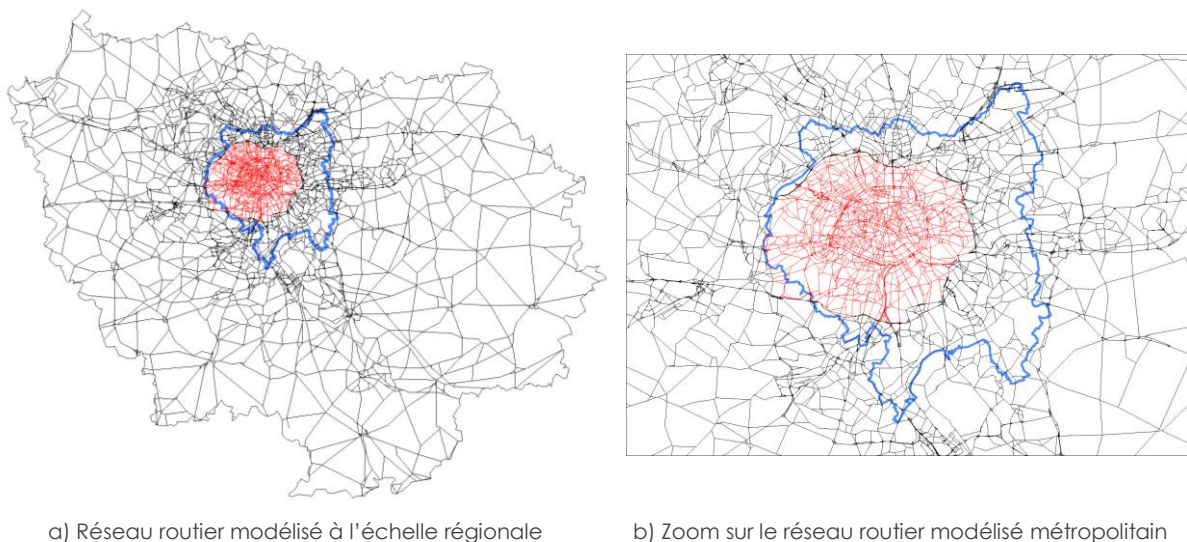 a) Réseau routier modélisé à l’échelle régionale
b) Zoom sur le réseau routier modélisé métropolitain